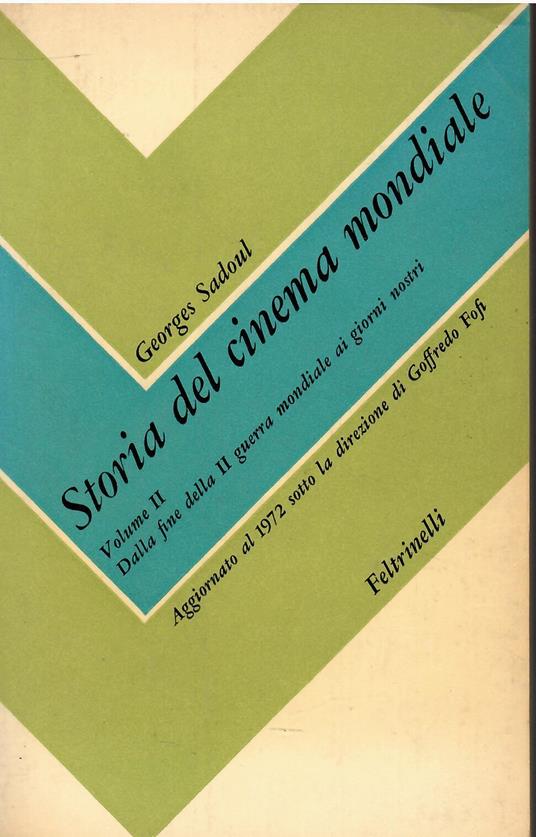 Georges Sadoul
Storia del cinema mondiale
Volume II
Dalla fine della II guerra mondiale ai giorni nostri
Aggiornato al 1972 sotto la direzione di Goffredo Fofi
Feltrinelli